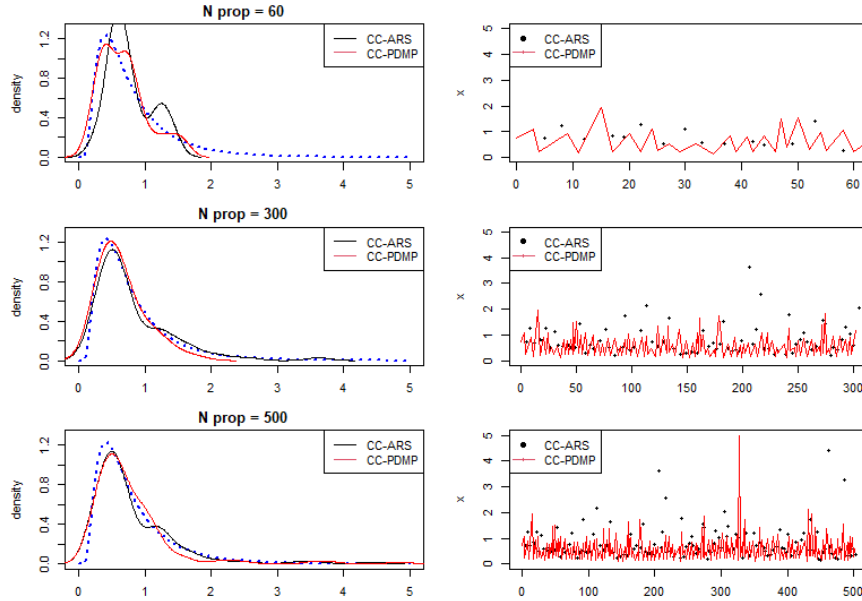 N prop = 60
density
0.0 0.4 0.8 1.2
0 1 2 3 4 5
CC-ARS
CC-PDMP
x
0 1 2 3 4 5
0 10 20 30 40 50 60
CC-ARS
CC-PDMP
N prop = 300
density
0.0 0.4 0.8 1.2
0 1 2 3 4 5
CC-ARS
CC-PDMP
x
0 1 2 3 4 5
0 50 100 150 200 250 300
CC-ARS
CC-PDMP
N prop = 500
density
0.0 0.4 0.8 1.2
0 1 2 3 4 5
CC-ARS
CC-PDMP
x
0 1 2 3 4 5
0 100 200 300 400 500
CC-ARS
CC-PDMP